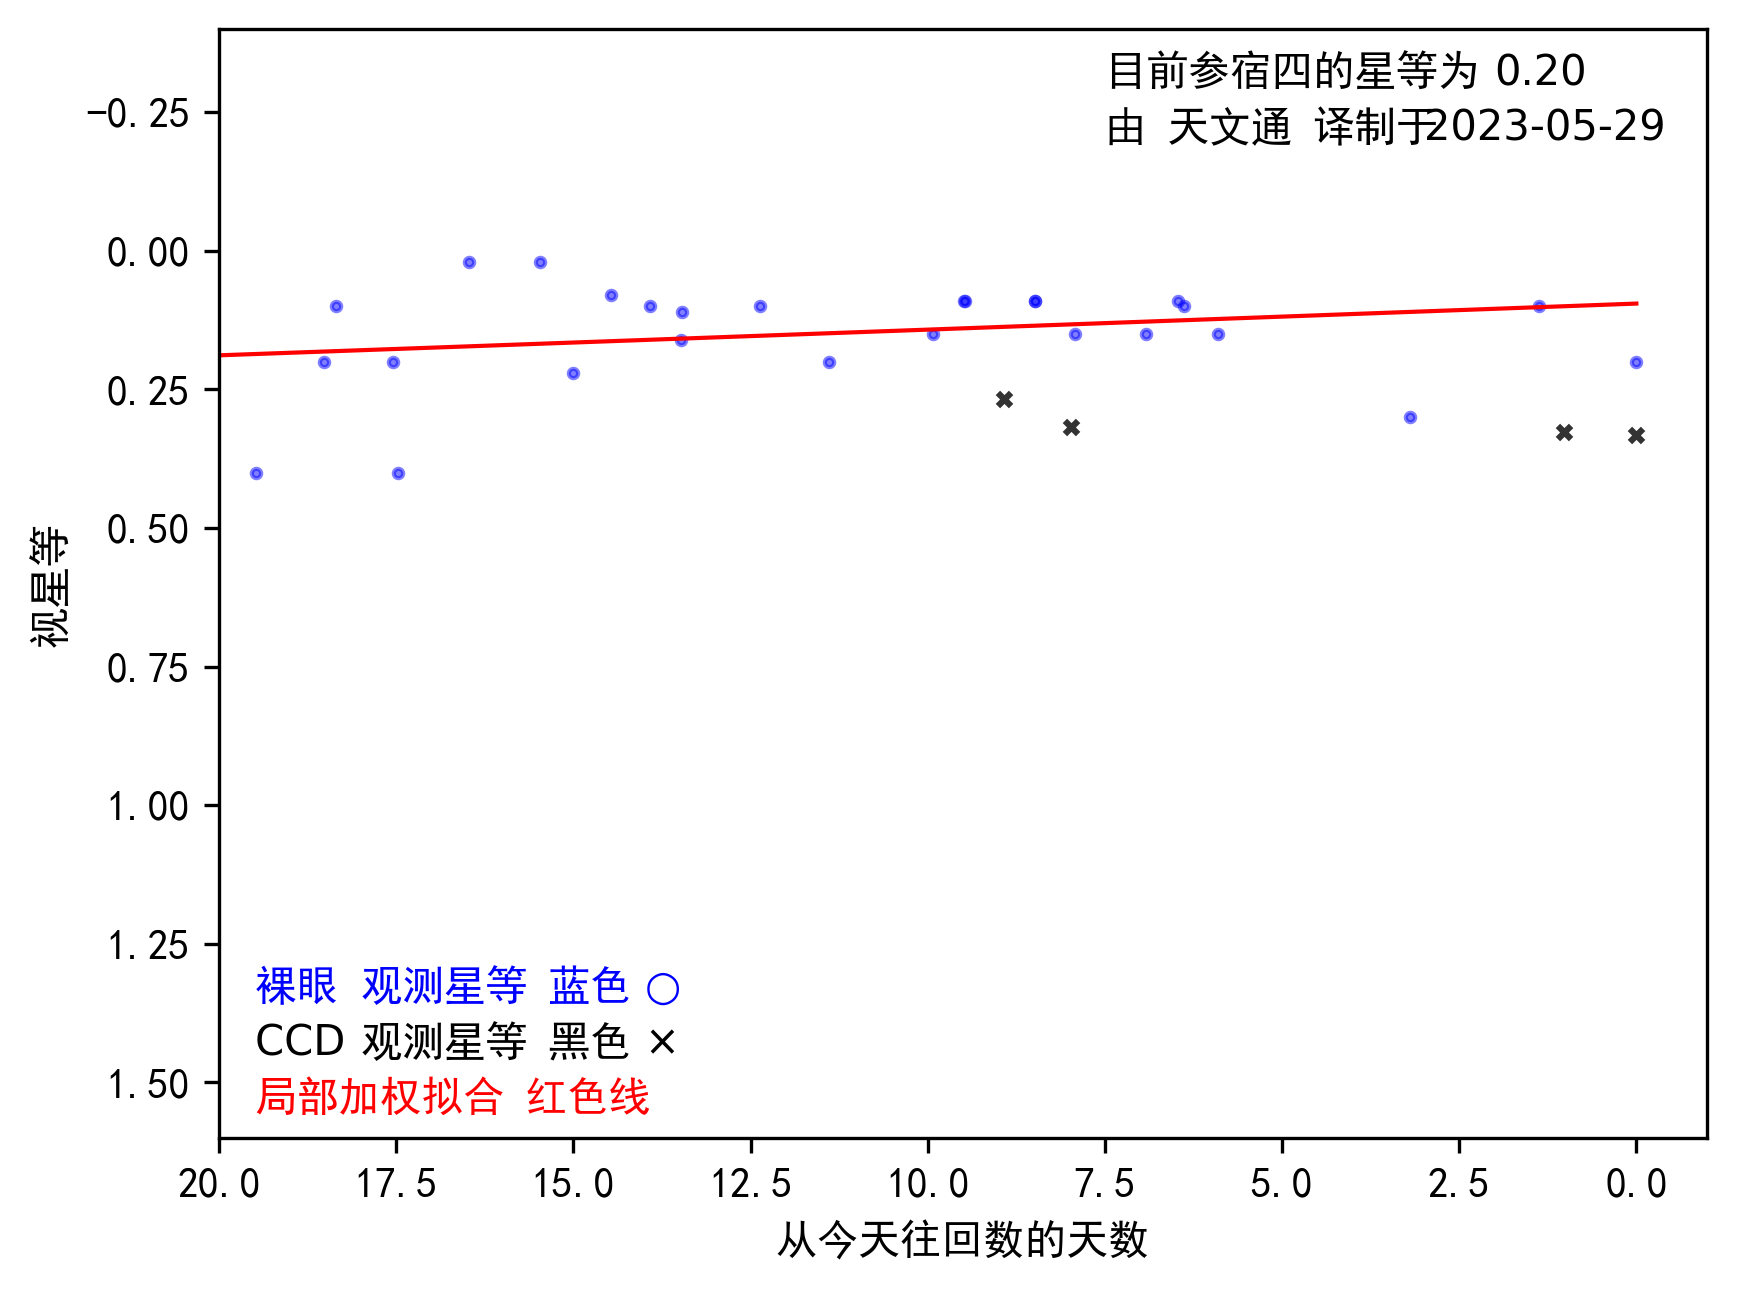 目前参宿四的星等为 0.20
由 天文通 译制于2023-05-29
−0.25
0.00
0.25
0.50
0.75
1.00
1.25
1.50
视星等
裸眼 观测星等 蓝色 ○
CCD 观测星等 黑色 ×
局部加权拟合 红色线
20.0 17.5 15.0 12.5 10.0 7.5 5.0 2.5 0.0
从今天往回数的天数